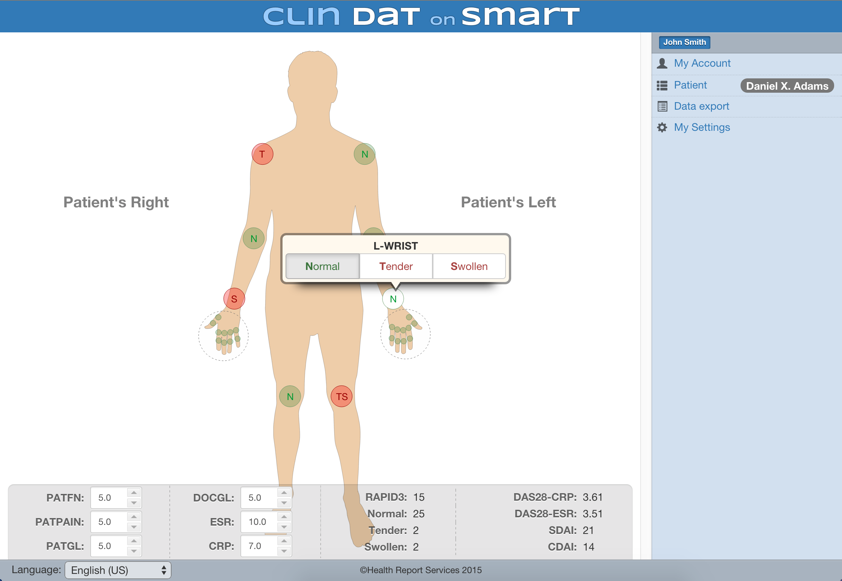 CLIN DAT on SMART
John Smith
My Account
Patient Daniel X. Adams
Data export
My Settings
T N
Patient's Right Patient's Left
N
L-WRIST
Normal Tender Swollen
S N
N TS
PATFN: 5.0 DOCGL: 5.0 RAPID3: 15 DAS28-CRP: 3.61
Normal: 25 DAS28-ESR: 3.51
PATPAIN: 5.0 ESR: 10.0 Tender: 2 SDAI: 21
PATGL: 5.0 CRP: 7.0 Swollen: 2 CDAI: 14
Language: English (US) ©Health Report Services 2015